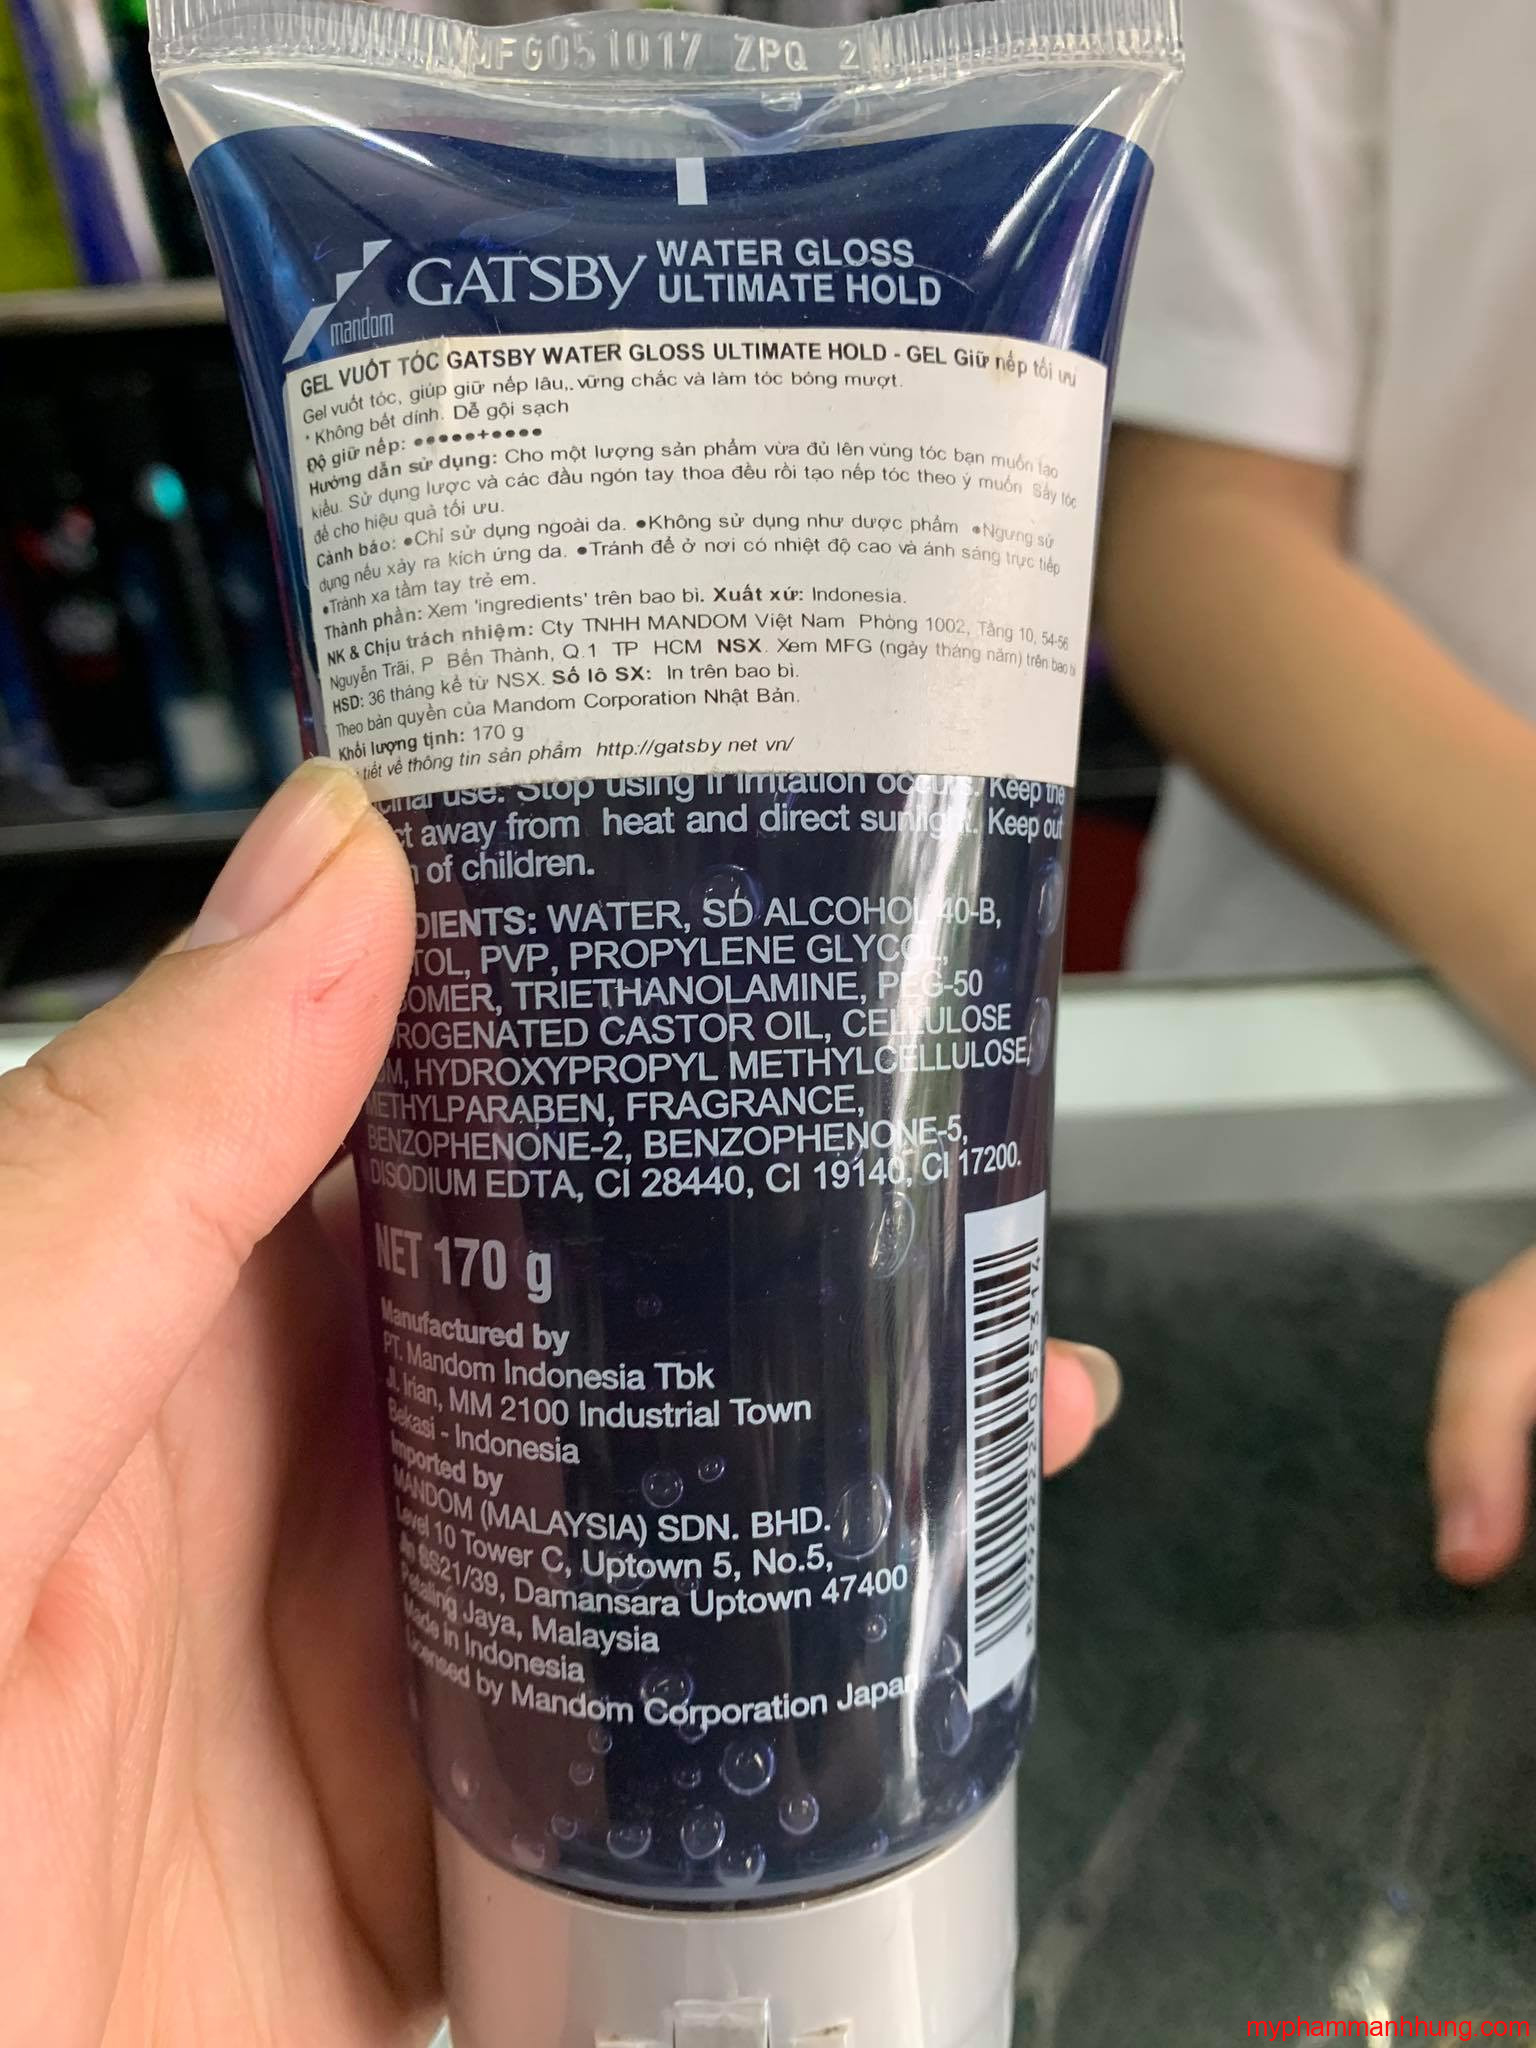 MFG051017 ZPQ 2
mandom
GATSBY WATER GLOSS
ULTIMATE HOLD
GEL VUỐT TÓC GATSBY WATER GLOSS ULTIMATE HOLD - GEL Giữ nếp tối ưu
Gel vuốt tóc, giúp giữ nếp lâu,. vững chắc và làm tóc bóng mượt.
* Không bết dính. Dễ gội sạch
Độ giữ nếp: ●●●●●+●●●●
Hướng dẫn sử dụng: Cho một lượng sản phẩm vừa đủ lên vùng tóc bạn muốn tạo
kiểu. Sử dụng lược và các đầu ngón tay thoa đều rồi tạo nếp tóc theo ý muốn Sấy tóc
để cho hiệu quả tối ưu.
Cảnh báo: ●Chỉ sử dụng ngoài da. ●Không sử dụng như dược phẩm ●Ngưng sử
dụng nếu xảy ra kích ứng da. ●Tránh để ở nơi có nhiệt độ cao và ánh sáng trực tiếp
●Tránh xa tầm tay trẻ em.
Thành phần: Xem 'ingredients' trên bao bì. Xuất xứ: Indonesia.
NK & Chịu trách nhiệm: Cty TNHH MANDOM Việt Nam Phòng 1002, Tầng 10, 54-56
Nguyễn Trãi, P Bến Thành, Q.1 TP HCM NSX. Xem MFG (ngày tháng năm) trên bao bì
HSD: 36 tháng kể từ NSX. Số lô SX: In trên bao bì.
Theo bản quyền của Mandom Corporation Nhật Bản.
Khối lượng tịnh: 170 g
tiết về thông tin sản phẩm http://gatsby net vn/
use. Stop using if irritation occurs. Keep the
away from heat and direct sunlight. Keep out
of children.
DIENTS: WATER, SD ALCOHOL 40-B,
TOL, PVP, PROPYLENE GLYCOL,
OMER, TRIETHANOLAMINE, PEG-50
ROGENATED CASTOR OIL, CELLULOSE
M, HYDROXYPROPYL METHYLCELLULOSE,
METHYLPARABEN, FRAGRANCE,
BENZOPHENONE-2, BENZOPHENONE-5,
DISODIUM EDTA, CI 28440, CI 19140, CI 17200.
NET 170 g
Manufactured by
PT. Mandom Indonesia Tbk
Jl. Irian, MM 2100 Industrial Town
Bekasi - Indonesia
Imported by
MANDOM (MALAYSIA) SDN. BHD.
Level 10 Tower C, Uptown 5, No.5,
Jln SS21/39, Damansara Uptown 47400
Petaling Jaya, Malaysia
Made in Indonesia
Licensed by Mandom Corporation Japan
8 992222 055314
myphammanhhung.com